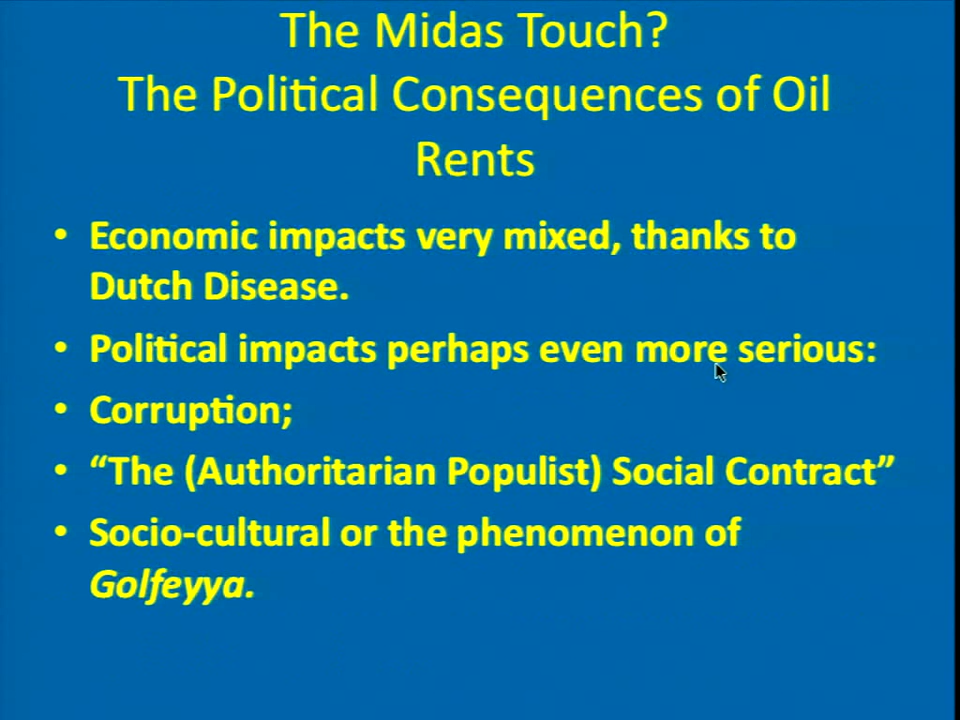 The Midas Touch?
The Political Consequences of Oil
Rents
• Economic impacts very mixed, thanks to
Dutch Disease.
• Political impacts perhaps even more serious:
• Corruption;
• “The (Authoritarian Populist) Social Contract”
• Socio-cultural or the phenomenon of
Golfeyya.